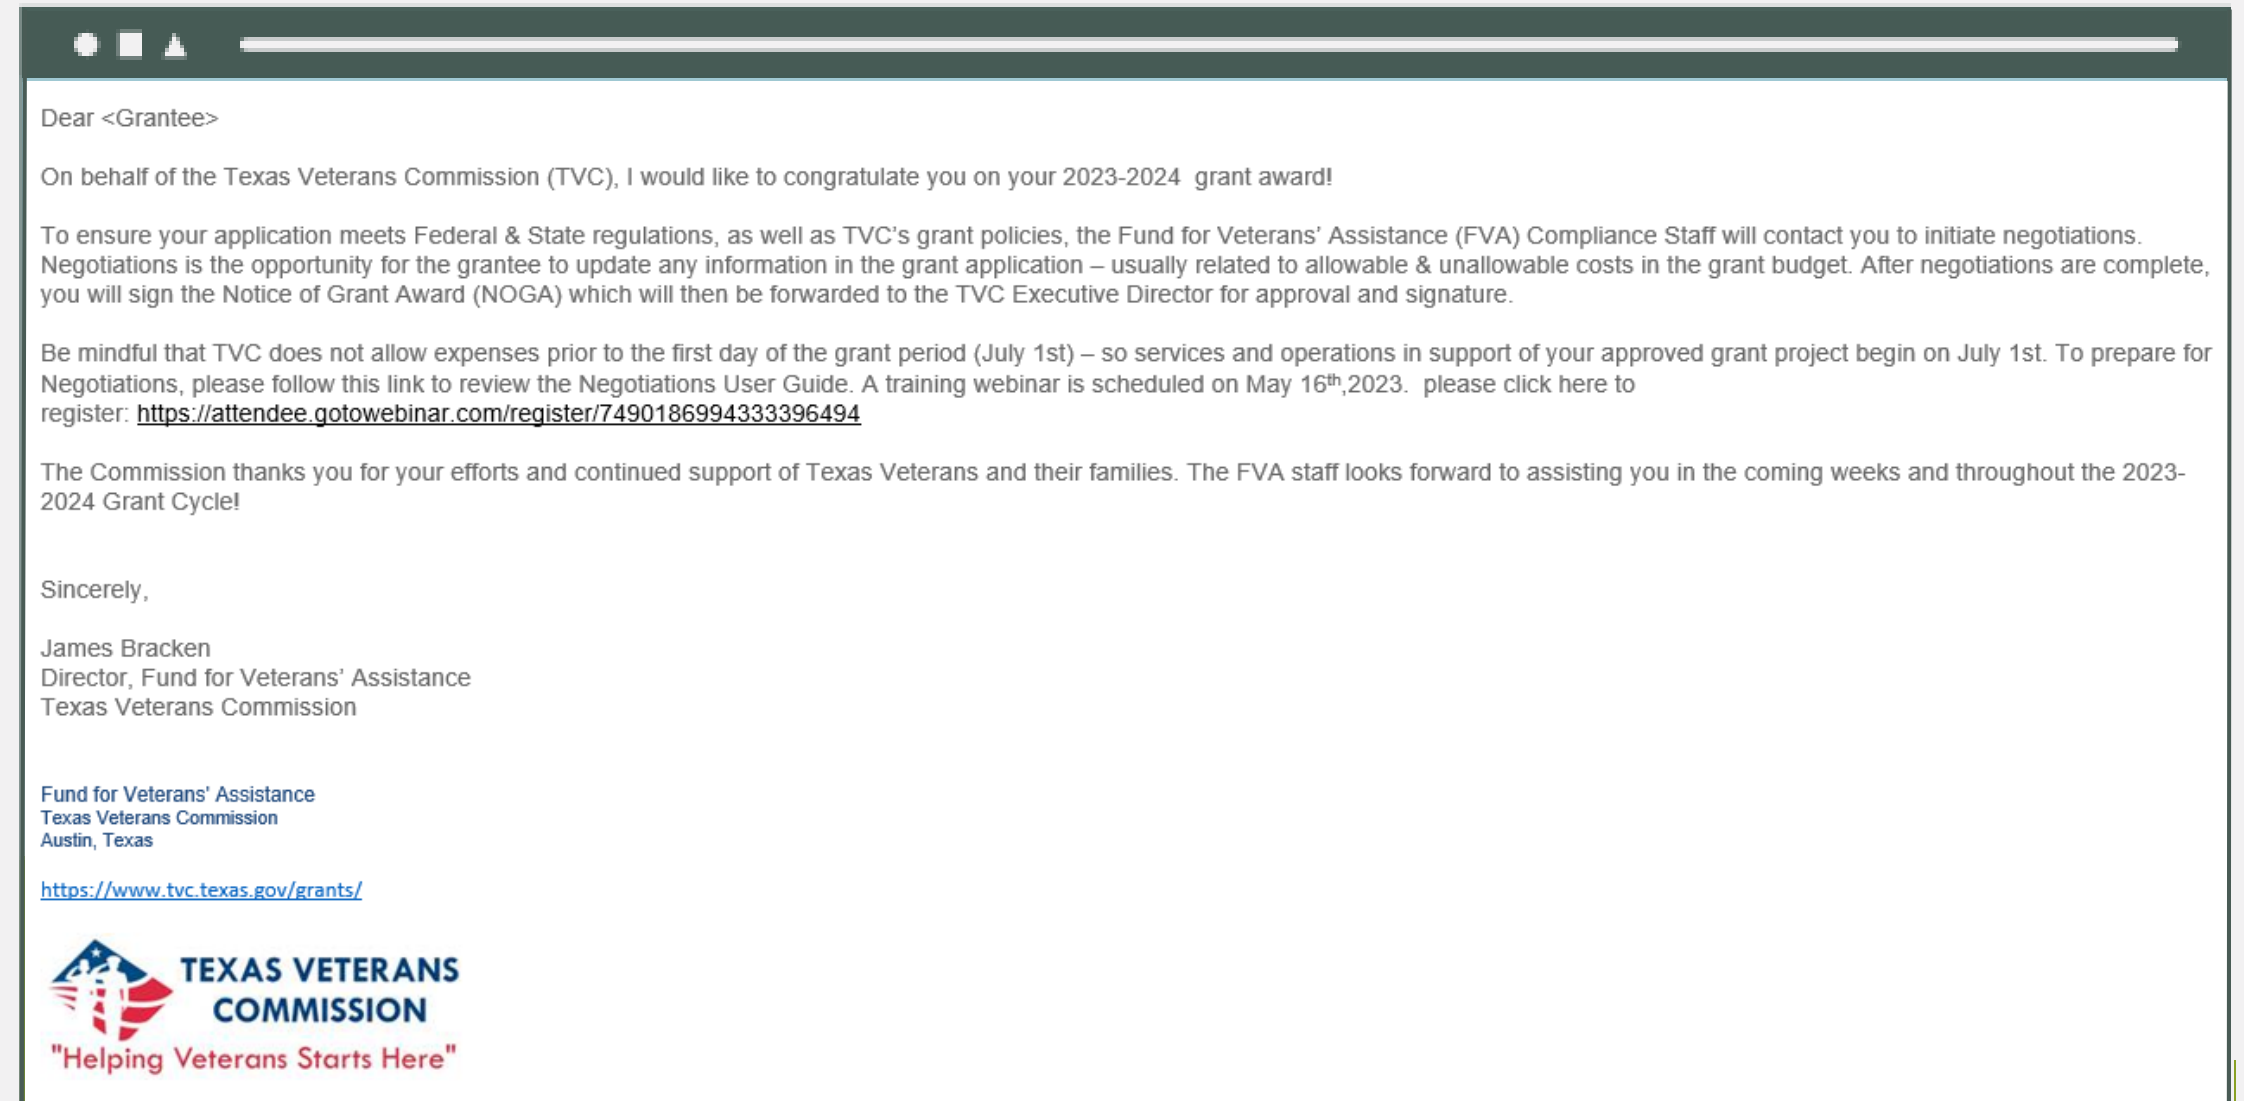 Dear <Grantee>
On behalf of the Texas Veterans Commission (TVC), I would like to congratulate you on your 2023-2024  grant award!
To ensure your application meets Federal & State regulations, as well as TVC's grant policies, the Fund for Veterans' Assistance (FVA) Compliance Staff will contact you to initiate negotiations.
Negotiations is the opportunity for the grantee to update any information in the grant application – usually related to allowable & unallowable costs in the grant budget. After negotiations are complete,
you will sign the Notice of Grant Award (NOGA) which will then be forwarded to the TVC Executive Director for approval and signature.
Be mindful that TVC does not allow expenses prior to the first day of the grant period (July 1st) – so services and operations in support of your approved grant project begin on July 1st. To prepare for
Negotiations, please follow this link to review the Negotiations User Guide. A training webinar is scheduled on May 16th,2023.  please click here to
register: https://attendee.gotowebinar.com/register/7490186994333396494
The Commission thanks you for your efforts and continued support of Texas Veterans and their families. The FVA staff looks forward to assisting you in the coming weeks and throughout the 2023-
2024 Grant Cycle!
Sincerely,
James Bracken
Director, Fund for Veterans' Assistance
Texas Veterans Commission
Fund for Veterans' Assistance
Texas Veterans Commission
Austin, Texas
https://www.tvc.texas.gov/grants/
TEXAS VETERANS
COMMISSION
"Helping Veterans Starts Here"